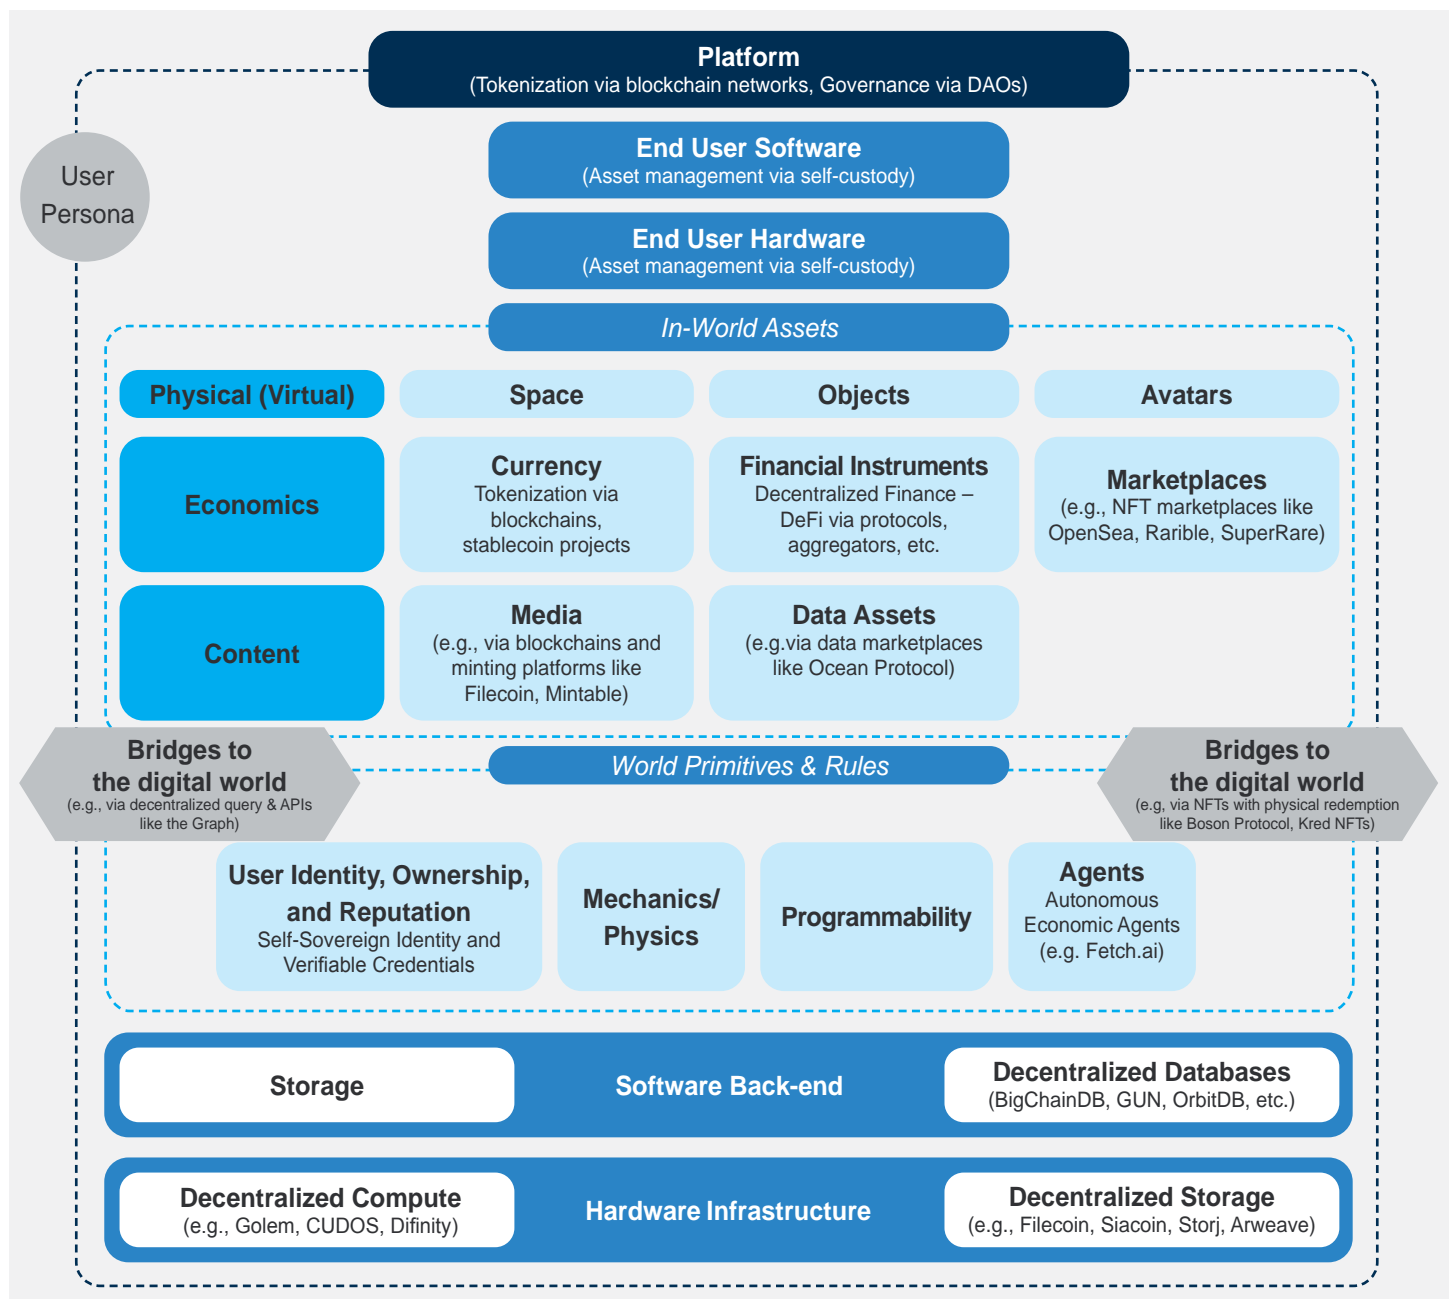 Platform
(Tokenization via blockchain networks, Governance via DAOs)
User
Persona
End User Software
(Asset management via self-custody)
End User Hardware
(Asset management via self-custody)
In-World Assets
Physical (Virtual)
Space
Objects
Avatars
Economics
Currency
Tokenization via
blockchains,
stablecoin projects
Financial Instruments
Decentralized Finance –
DeFi via protocols,
aggregators, etc.
Marketplaces
(e.g., NFT marketplaces like
OpenSea, Rarible, SuperRare)
Content
Media
(e.g., via blockchains and
minting platforms like
Filecoin, Mintable)
Data Assets
(e.g.via data marketplaces
like Ocean Protocol)
Bridges to
the digital world
(e.g., via decentralized query & APIs
like the Graph)
World Primitives & Rules
Bridges to
the digital world
(e.g, via NFTs with physical redemption
like Boson Protocol, Kred NFTs)
User Identity, Ownership,
and Reputation
Self-Sovereign Identity and
Verifiable Credentials
Mechanics/
Physics
Programmability
Agents
Autonomous
Economic Agents
(e.g. Fetch.ai)
Storage
Software Back-end
Decentralized Databases
(BigChainDB, GUN, OrbitDB, etc.)
Decentralized Compute
(e.g., Golem, CUDOS, Difinity)
Hardware Infrastructure
Decentralized Storage
(e.g., Filecoin, Siacoin, Storj, Arweave)